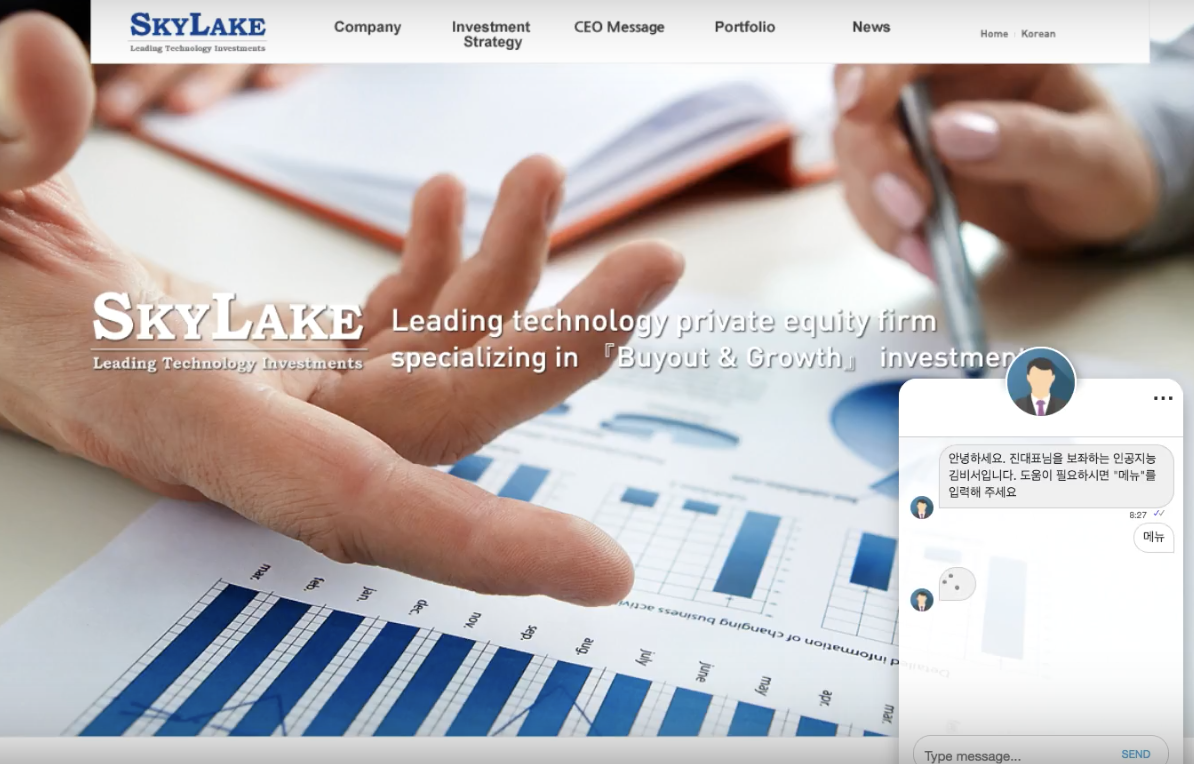 SKYLAKE
Leading Technology Investments
Company
Investment
Strategy
CEO Message
Portfolio
News
Home
Korean
SKYLAKE
Leading Technology Investments
Leading technology private equity firm
specializing in 『Buyout & Growth』 investment
...
안녕하세요. 진대표님을 보좌하는 인공지능
김비서입니다. 도움이 필요하시면 "메뉴"를
입력해 주세요
8:27
메뉴
mar.
feb.
jan.
dec.
nov.
sep.
aug.
july
june
may
apr.
mar.
information of changing business
Type message...
SEND